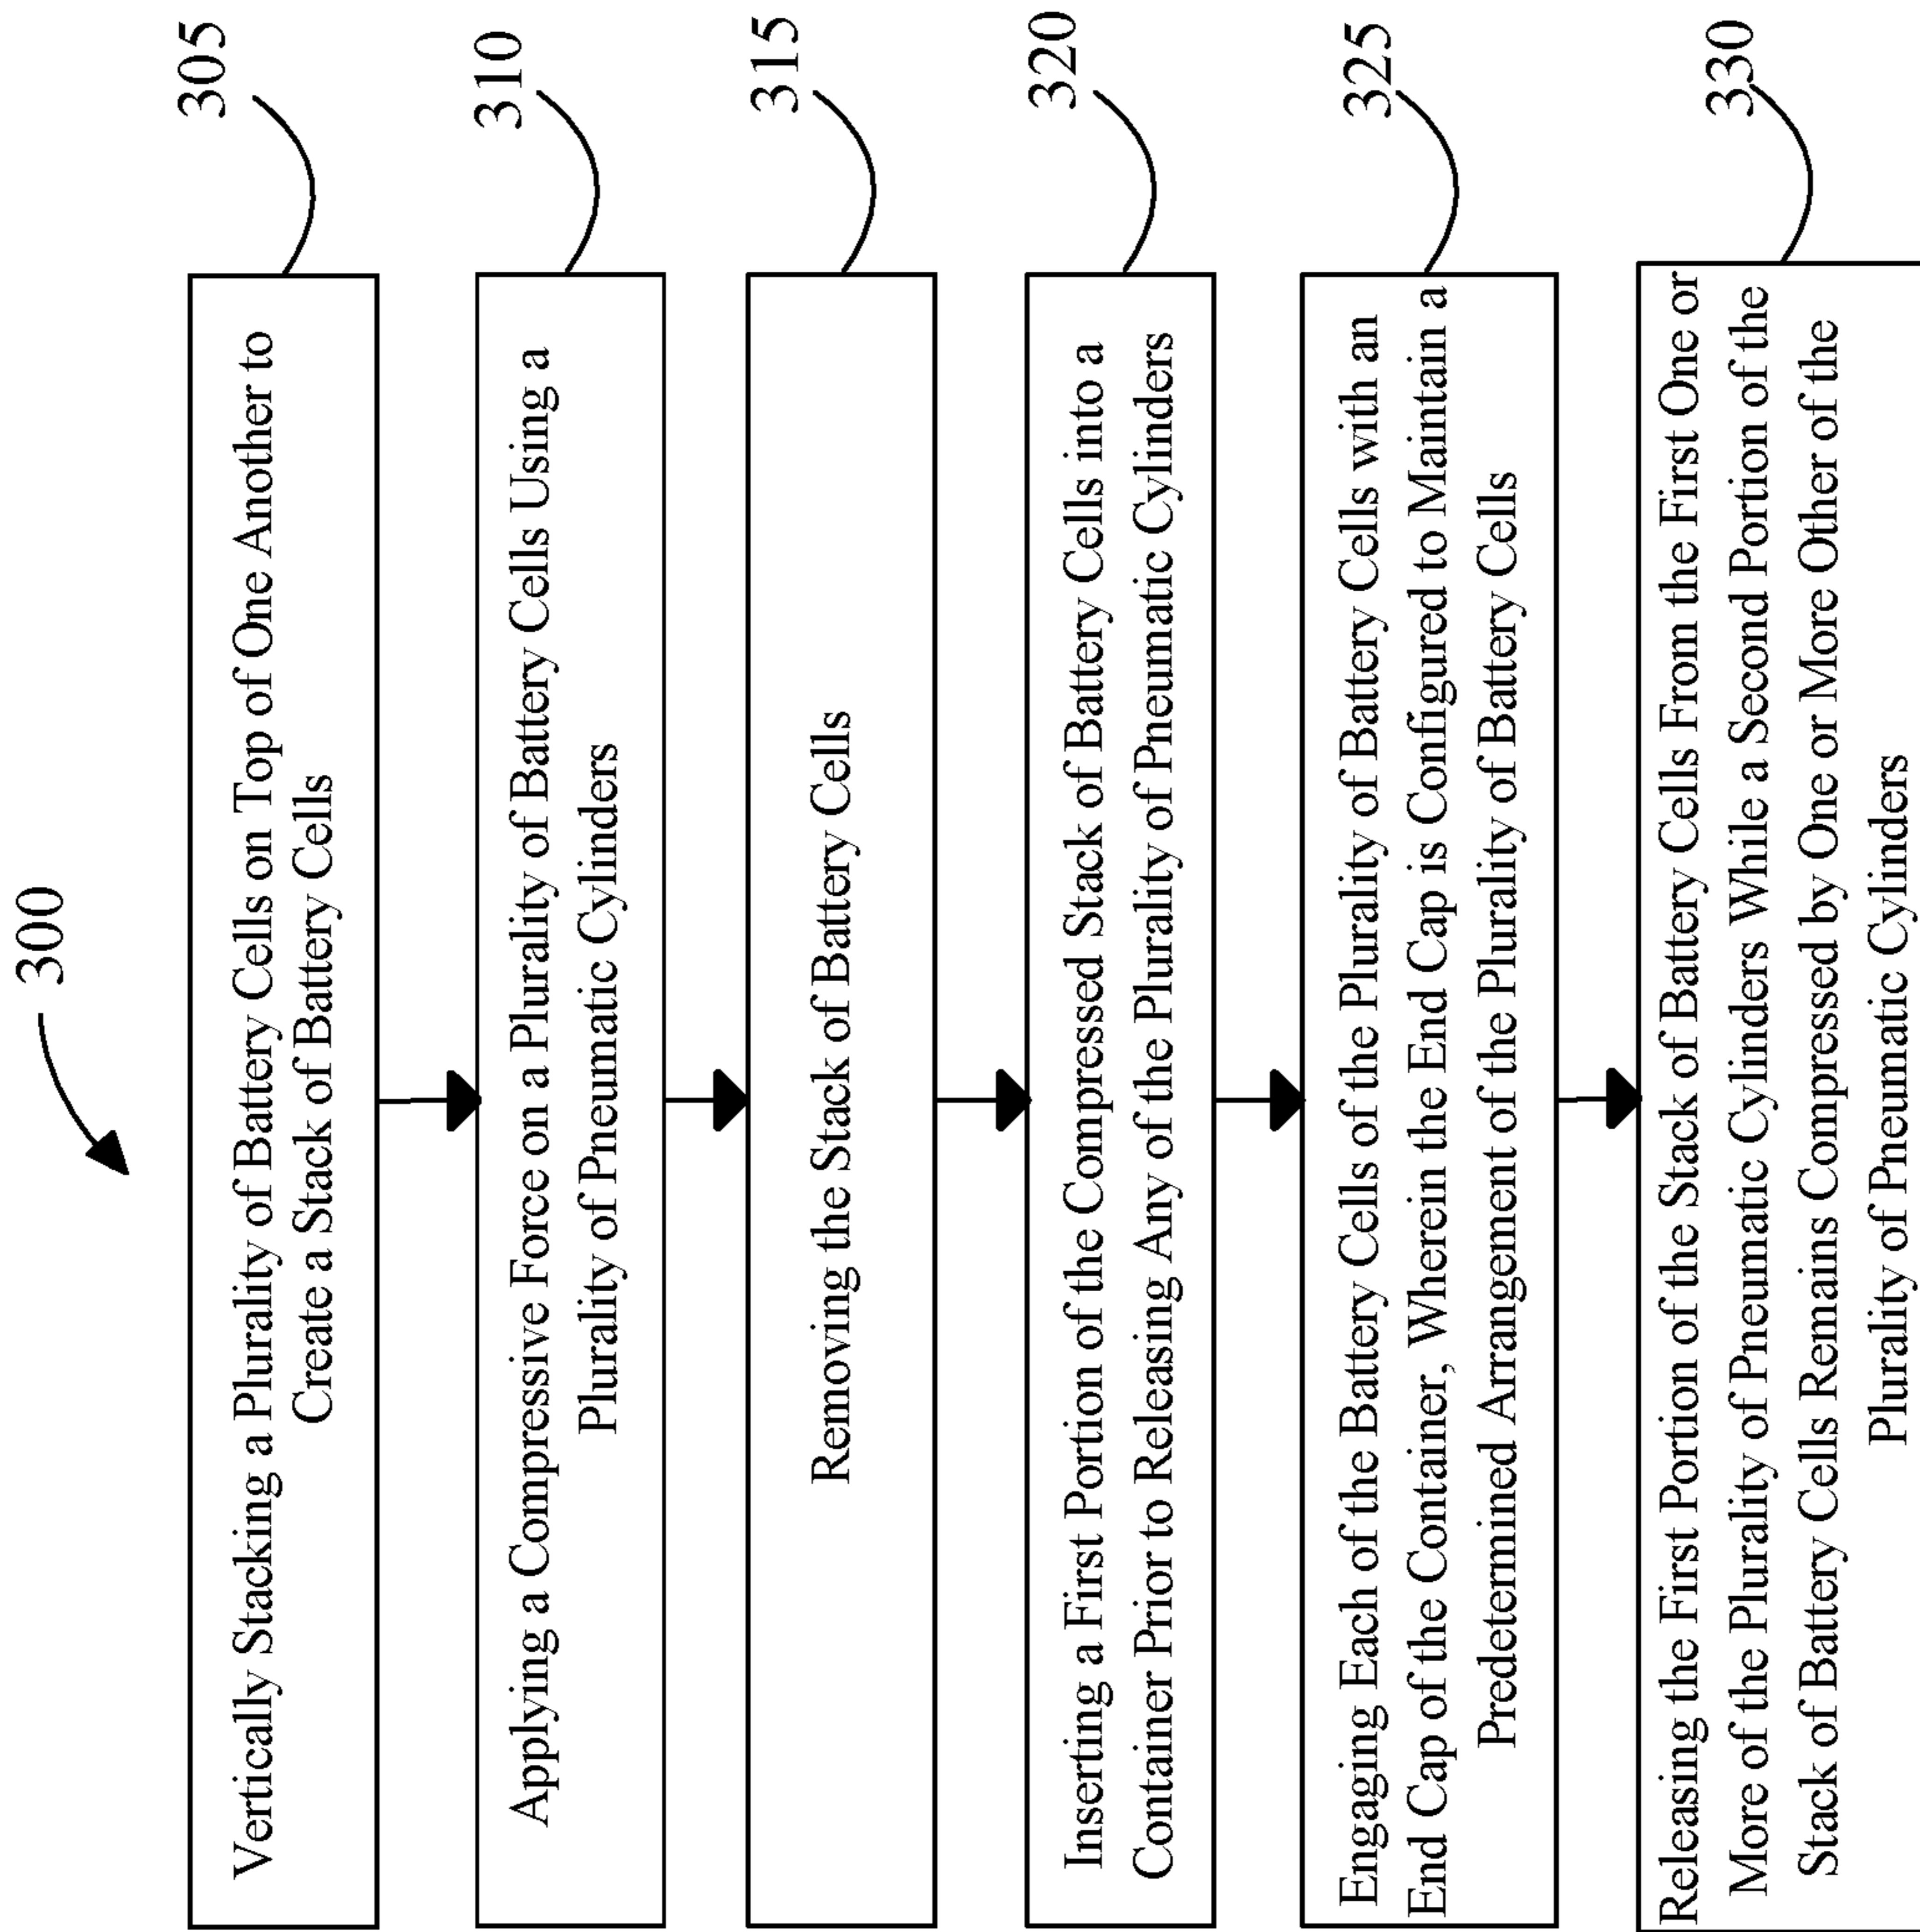 300
Vertically Stacking a Plurality of Battery Cells on Top of One Another to
Create a Stack of Battery Cells
305
Applying a Compressive Force on a Plurality of Battery Cells Using a
Plurality of Pneumatic Cylinders
310
Removing the Stack of Battery Cells
315
Inserting a First Portion of the Compressed Stack of Battery Cells into a
Container Prior to Releasing Any of the Plurality of Pneumatic Cylinders
320
Engaging Each of the Battery Cells of the Plurality of Battery Cells with an
End Cap of the Container, Wherein the End Cap is Configured to Maintain a
Predetermined Arrangement of the Plurality of Battery Cells
325
Releasing the First Portion of the Stack of Battery Cells From the First One or
More of the Plurality of Pneumatic Cylinders While a Second Portion of the
Stack of Battery Cells Remains Compressed by One or More Other of the
Plurality of Pneumatic Cylinders
330